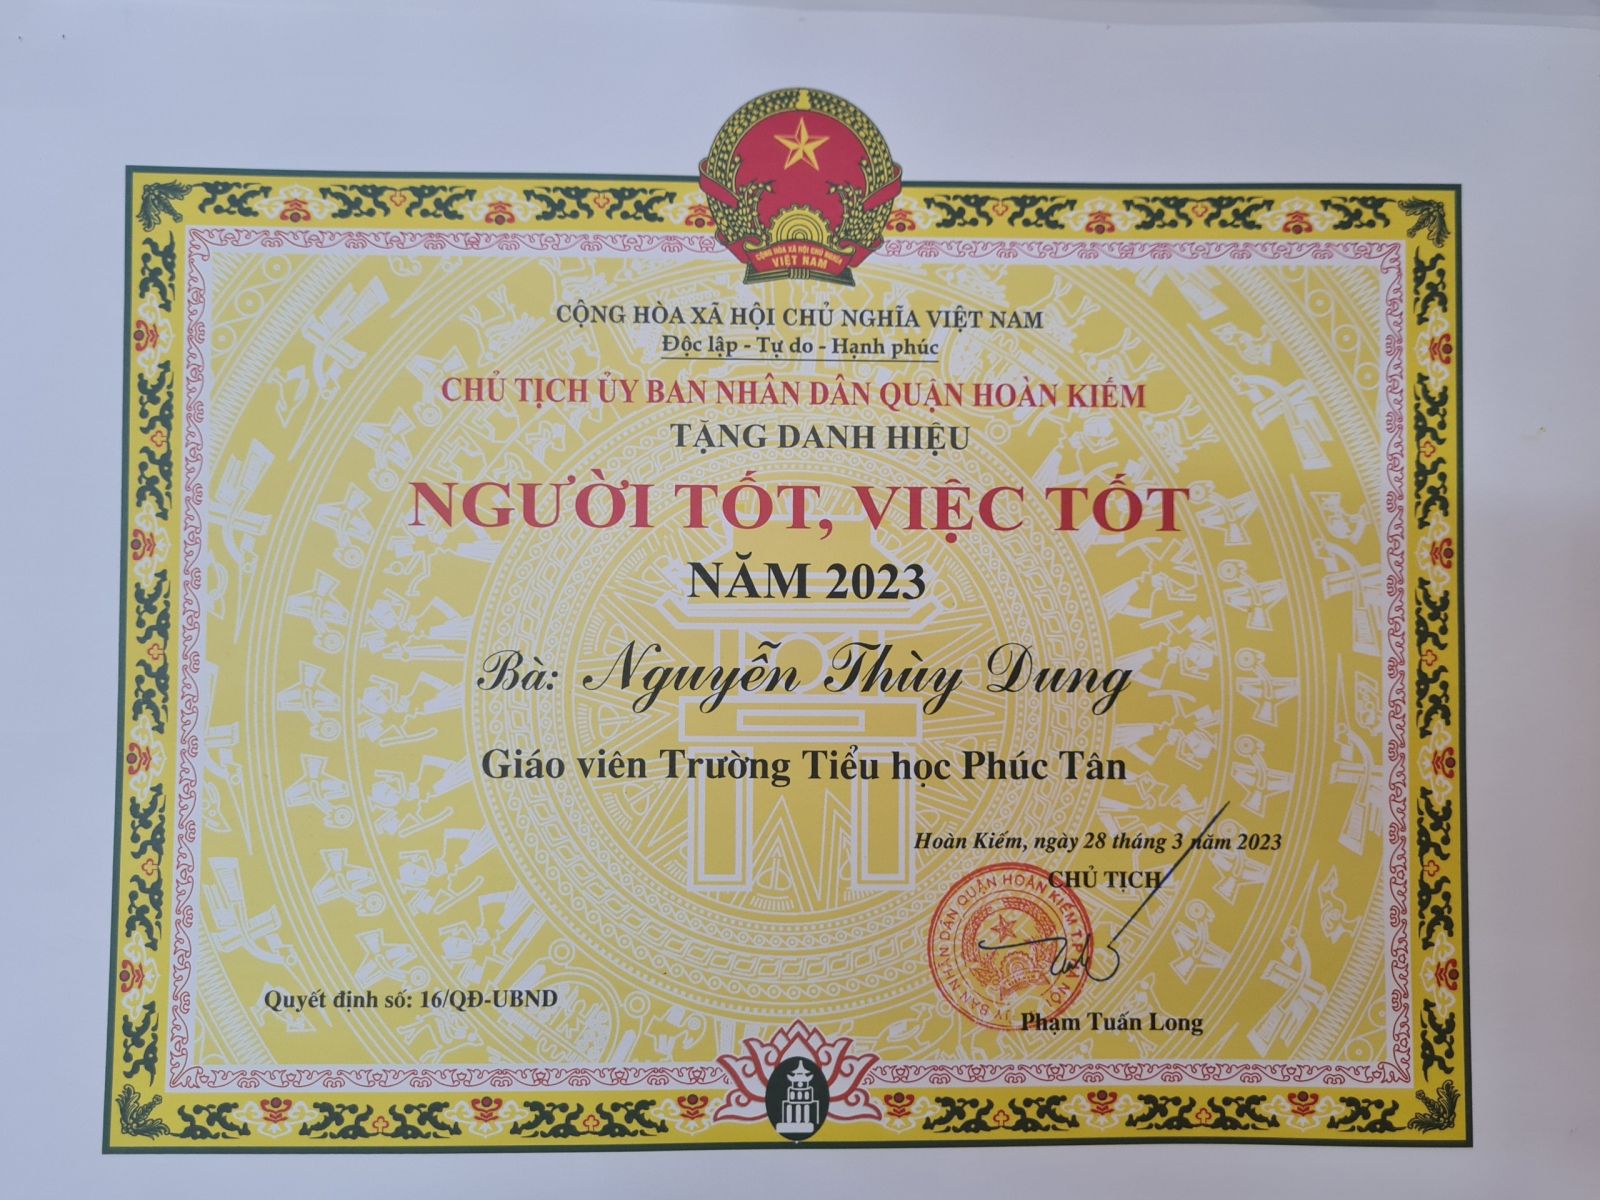 CỘNG HÒA XÃ HỘI CHỦ NGHĨA
VIỆT NAM
CỘNG HÒA XÃ HỘI CHỦ NGHĨA VIỆT NAM
Độc lập - Tự do - Hạnh phúc
CHỦ TỊCH ỦY BAN NHÂN DÂN QUẬN HOÀN KIẾM
TẶNG DANH HIỆU
NGƯỜI TỐT, VIỆC TỐT
NĂM 2023
Bà: Nguyễn Thùy Dung
Giáo viên Trường Tiểu học Phúc Tân
Hoàn Kiếm, ngày 28 tháng 3 năm 2023
CHỦ TỊCH
BAN NHÂN DÂN QUẬN HOÀN KIẾM
Quyết định số: 16/QĐ-UBND
Phạm Tuấn Long